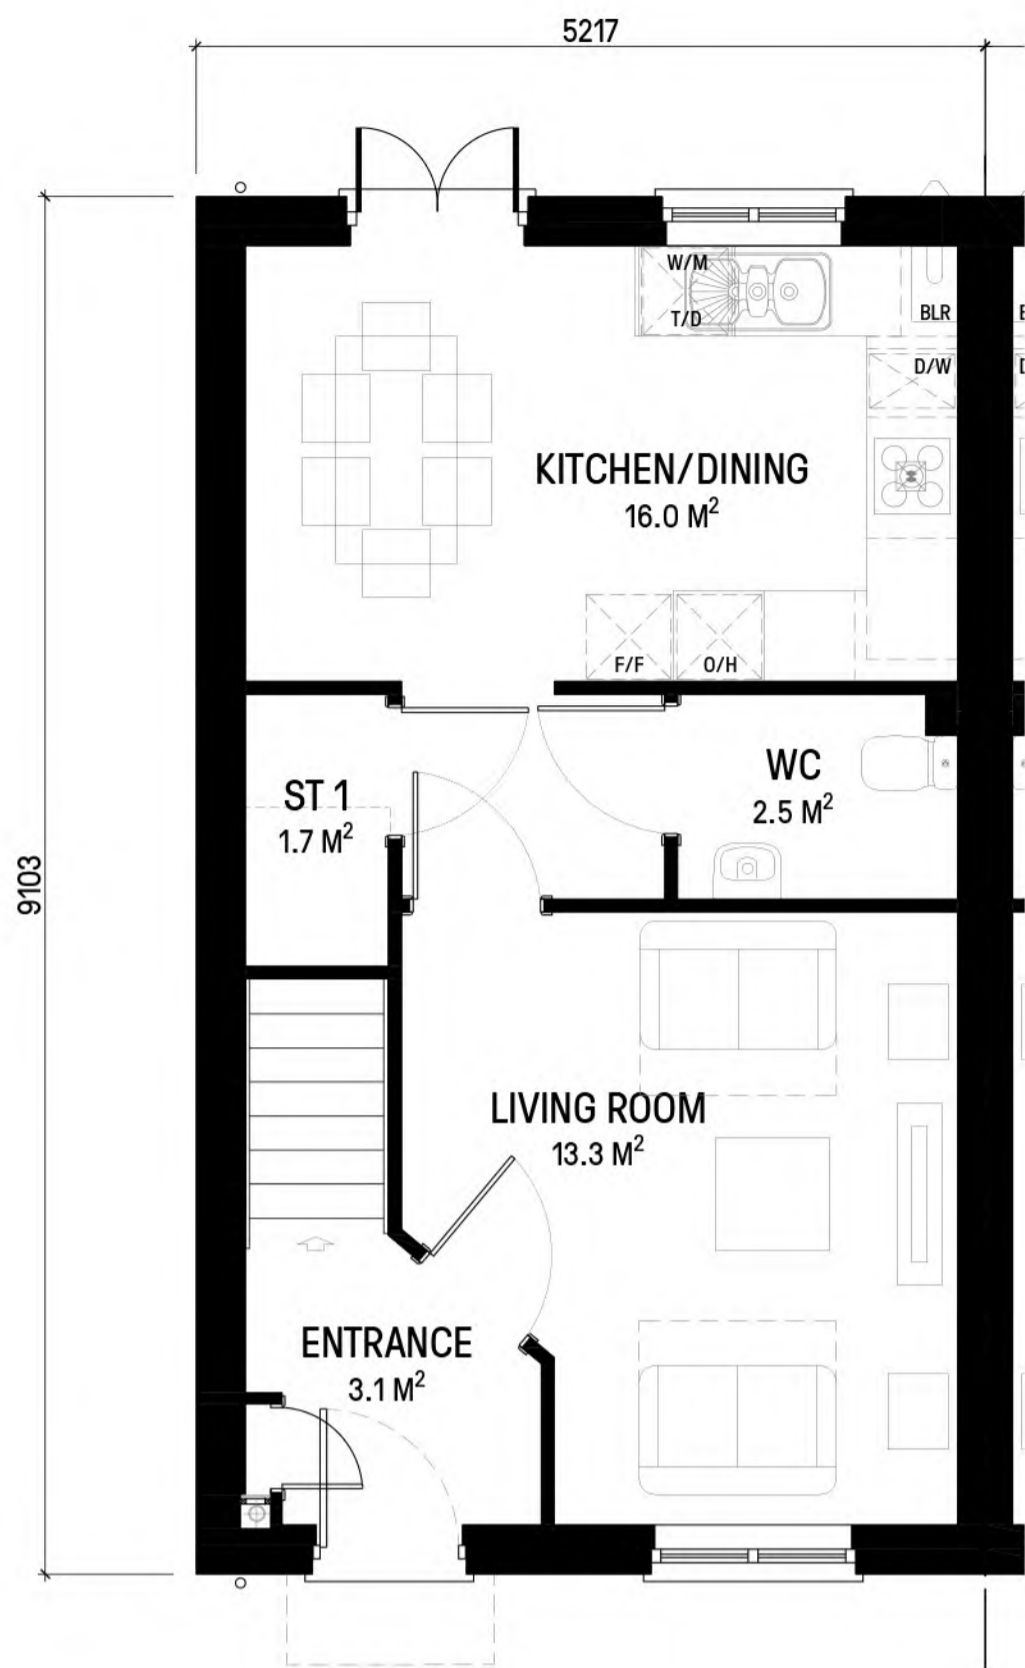 5217
W/M
T/D
BLR
D/W
KITCHEN/DINING
16.0 M²
F/F
O/H
ST 1
1.7 M²
WC
2.5 M²
9103
LIVING ROOM
13.3 M²
ENTRANCE
3.1 M²